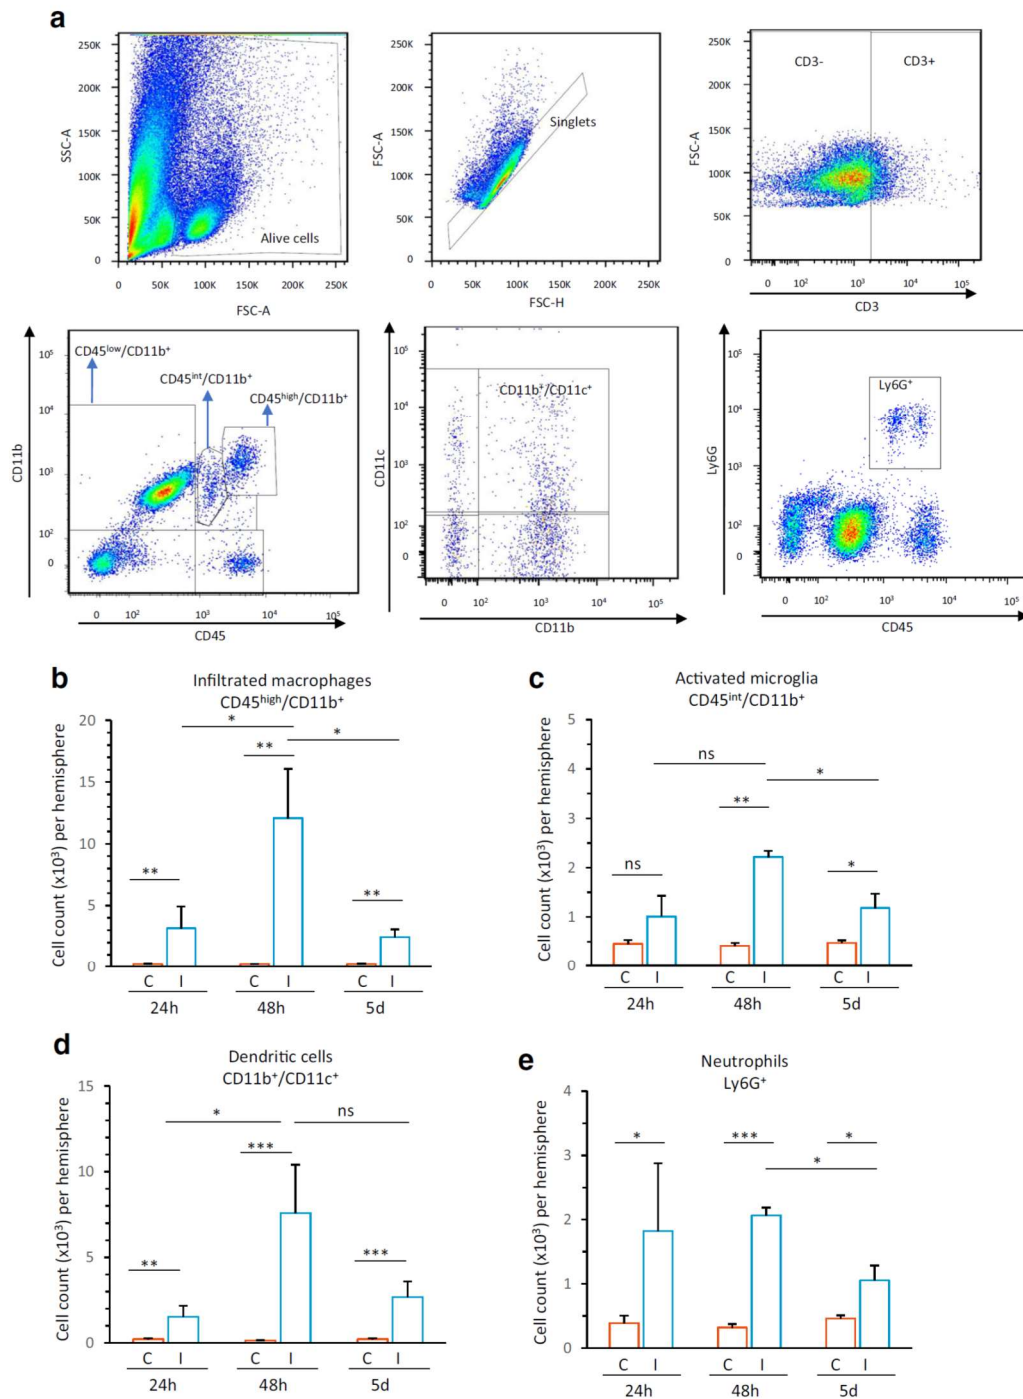 a
250K
200K
150K
100K
50K
0
SSC-A
Alive cells
0 50K 100K 150K 200K 250K
FSC-A
250K
200K
150K
100K
50K
0
FSC-A
Singlets
0 50K 100K 150K 200K 250K
FSC-H
250K
200K
150K
100K
50K
0
FSC-A
CD3- CD3+
0 10² 10³ 10⁴ 10⁵
CD3
CD11b
10⁵
10⁴
10³
10²
0
CD45ˡᵒʷ/CD11b⁺
CD45ⁱⁿᵗ/CD11b⁺
CD45ʰⁱᵍʰ/CD11b⁺
0 10² 10³ 10⁴ 10⁵
CD45
CD11c
10⁵
10⁴
10³
10²
0
CD11b⁺/CD11c⁺
0 10² 10³ 10⁴ 10⁵
CD11b
Ly6G
10⁵
10⁴
10³
10²
0
Ly6G⁺
0 10² 10³ 10⁴ 10⁵
CD45
b
Infiltrated macrophages
CD45ʰⁱᵍʰ/CD11b⁺
Cell count (x10³) per hemisphere
20
15
10
5
0
*
** *
** **
C I C I C I
24h 48h 5d
c
Activated microglia
CD45ⁱⁿᵗ/CD11b⁺
Cell count (x10³) per hemisphere
5
4
3
2
1
0
ns
*
**
ns *
C I C I C I
24h 48h 5d
d
Dendritic cells
CD11b⁺/CD11c⁺
Cell count (x10³) per hemisphere
15
10
5
0
* ns
***
** ***
C I C I C I
24h 48h 5d
e
Neutrophils
Ly6G⁺
Cell count (x10³) per hemisphere
4
3
2
1
0
* *** *
*
C I C I C I
24h 48h 5d